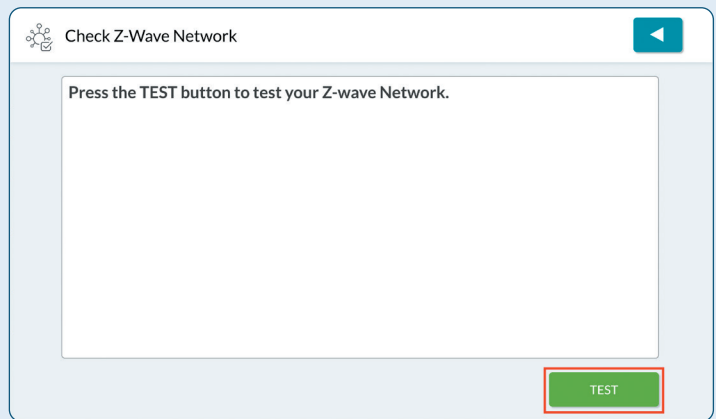 Check Z-Wave Network
Press the TEST button to test your Z-wave Network.
TEST